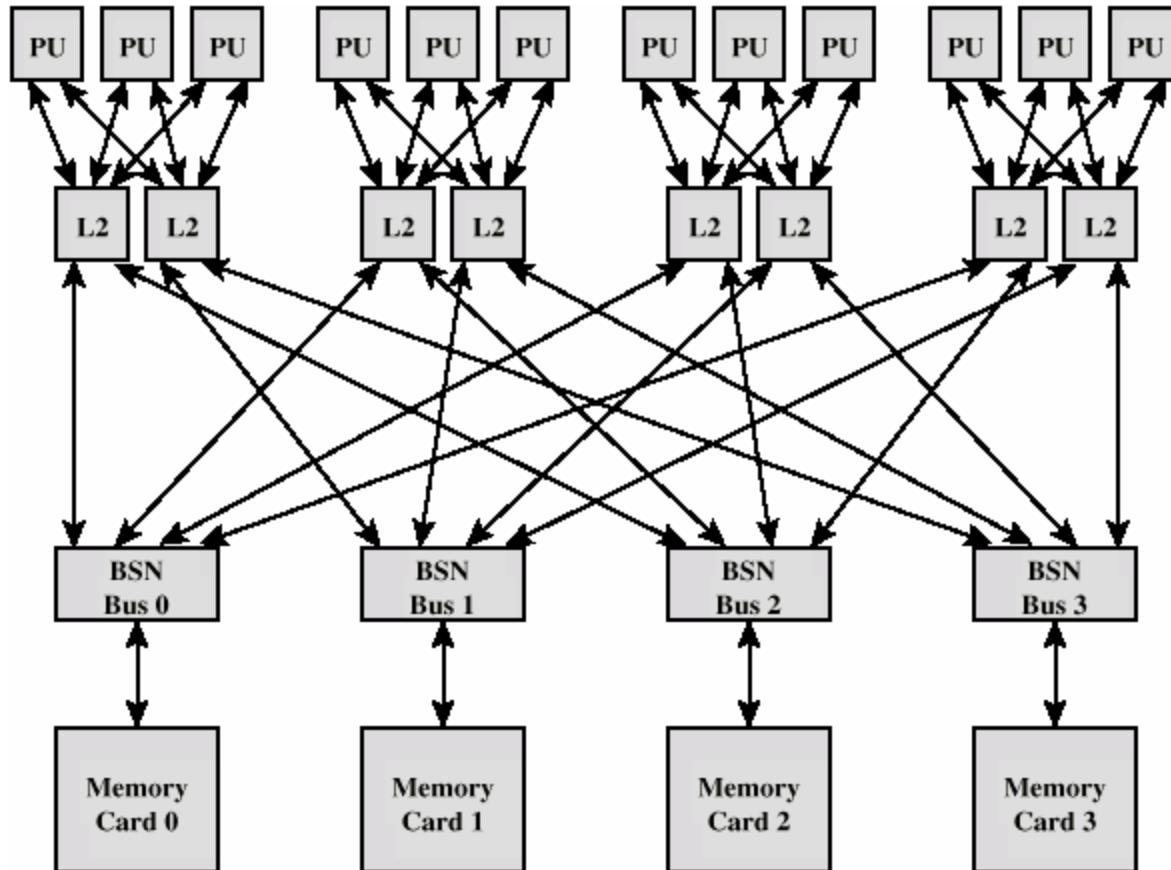 PU PU PU PU PU PU PU PU PU PU PU PU
L2 L2 L2 L2 L2 L2 L2 L2
BSN BSN BSN BSN
Bus 0 Bus 1 Bus 2 Bus 3
Memory Memory Memory Memory
Card 0 Card 1 Card 2 Card 3